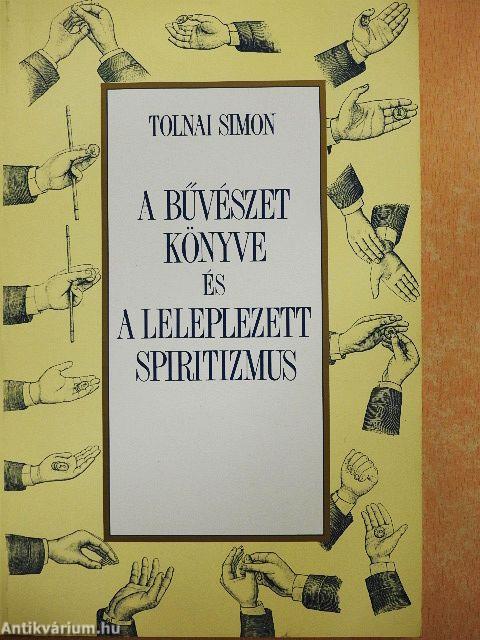 TOLNAI SIMON
A BŰVÉSZET
KÖNYVE
ÉS
A LELEPLEZETT
SPIRITIZMUS
Antikvárium.hu